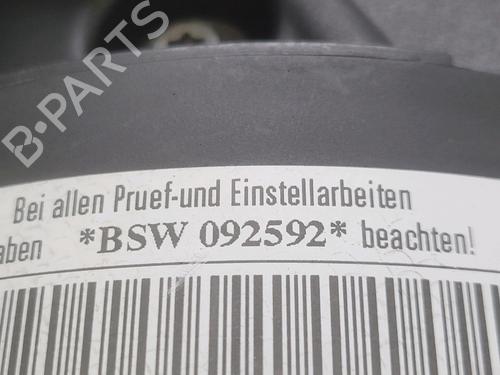 B-PARTS
Bei allen Pruef-und Einstellarbeiten
aben *BSW 092592* beachten!